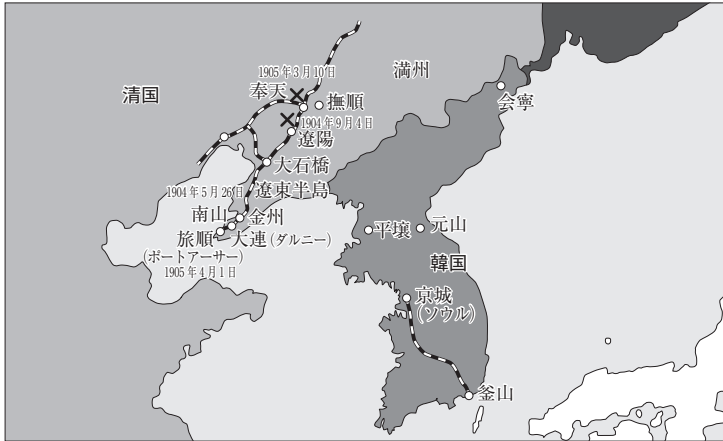 1905年3月10日
満州
奉天
清国
撫順
会寧
1904年9月4日
遼陽
大石橋
1904年5月26日
遼東半島
南山
金州
旅順
大連(ダルニー)
(ポートアーサー)
1905年4月1日
平壌
元山
韓国
京城
(ソウル)
釜山